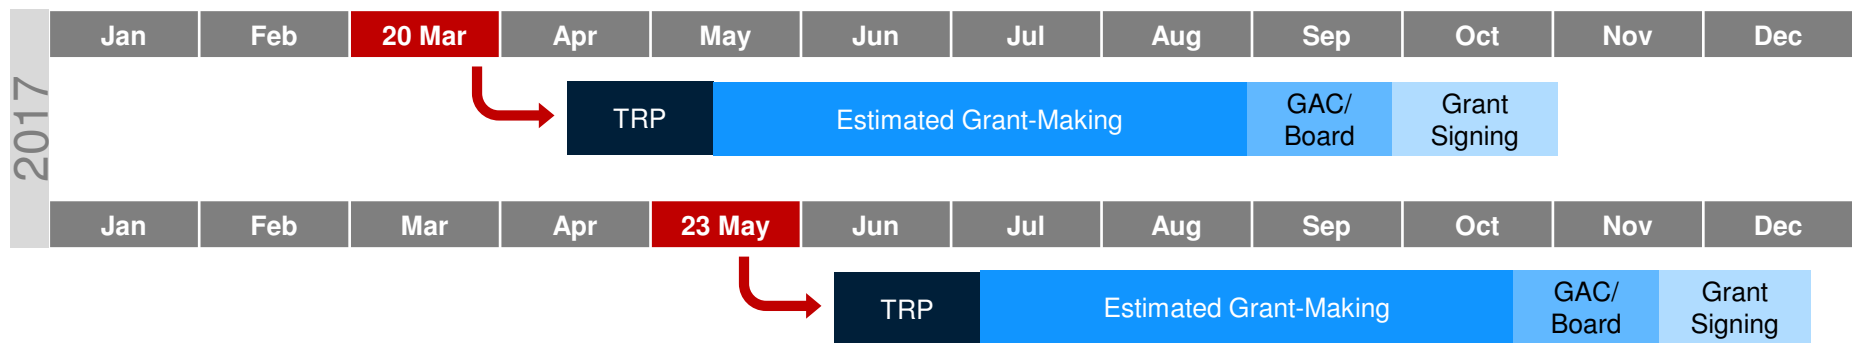 2017
Jan Feb 20 Mar Apr May Jun Jul Aug Sep Oct Nov Dec
TRP Estimated Grant-Making GAC/ Board Grant Signing
Jan Feb Mar Apr 23 May Jun Jul Aug Sep Oct Nov Dec
TRP Estimated Grant-Making GAC/ Board Grant Signing